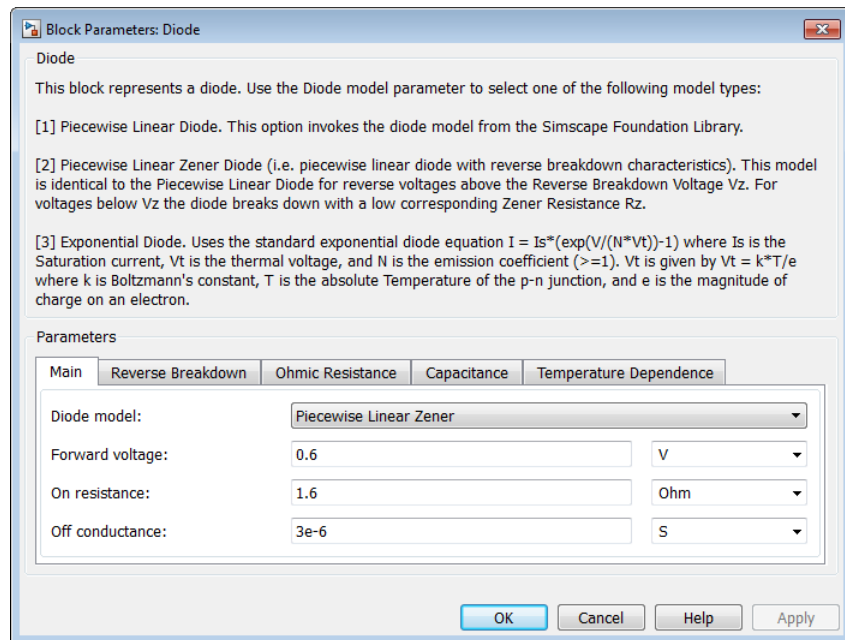 Block Parameters: Diode
Diode
This block represents a diode. Use the Diode model parameter to select one of the following model types:
[1] Piecewise Linear Diode. This option invokes the diode model from the Simscape Foundation Library.
[2] Piecewise Linear Zener Diode (i.e. piecewise linear diode with reverse breakdown characteristics). This model
is identical to the Piecewise Linear Diode for reverse voltages above the Reverse Breakdown Voltage Vz. For
voltages below Vz the diode breaks down with a low corresponding Zener Resistance Rz.
[3] Exponential Diode. Uses the standard exponential diode equation I = Is*(exp(V/(N*Vt))-1) where Is is the
Saturation current, Vt is the thermal voltage, and N is the emission coefficient (>=1). Vt is given by Vt = k*T/e
where k is Boltzmann's constant, T is the absolute Temperature of the p-n junction, and e is the magnitude of
charge on an electron.
Parameters
Main Reverse Breakdown Ohmic Resistance Capacitance Temperature Dependence
Diode model: Piecewise Linear Zener
Forward voltage: 0.6 V
On resistance: 1.6 Ohm
Off conductance: 3e-6 S
OK Cancel Help Apply